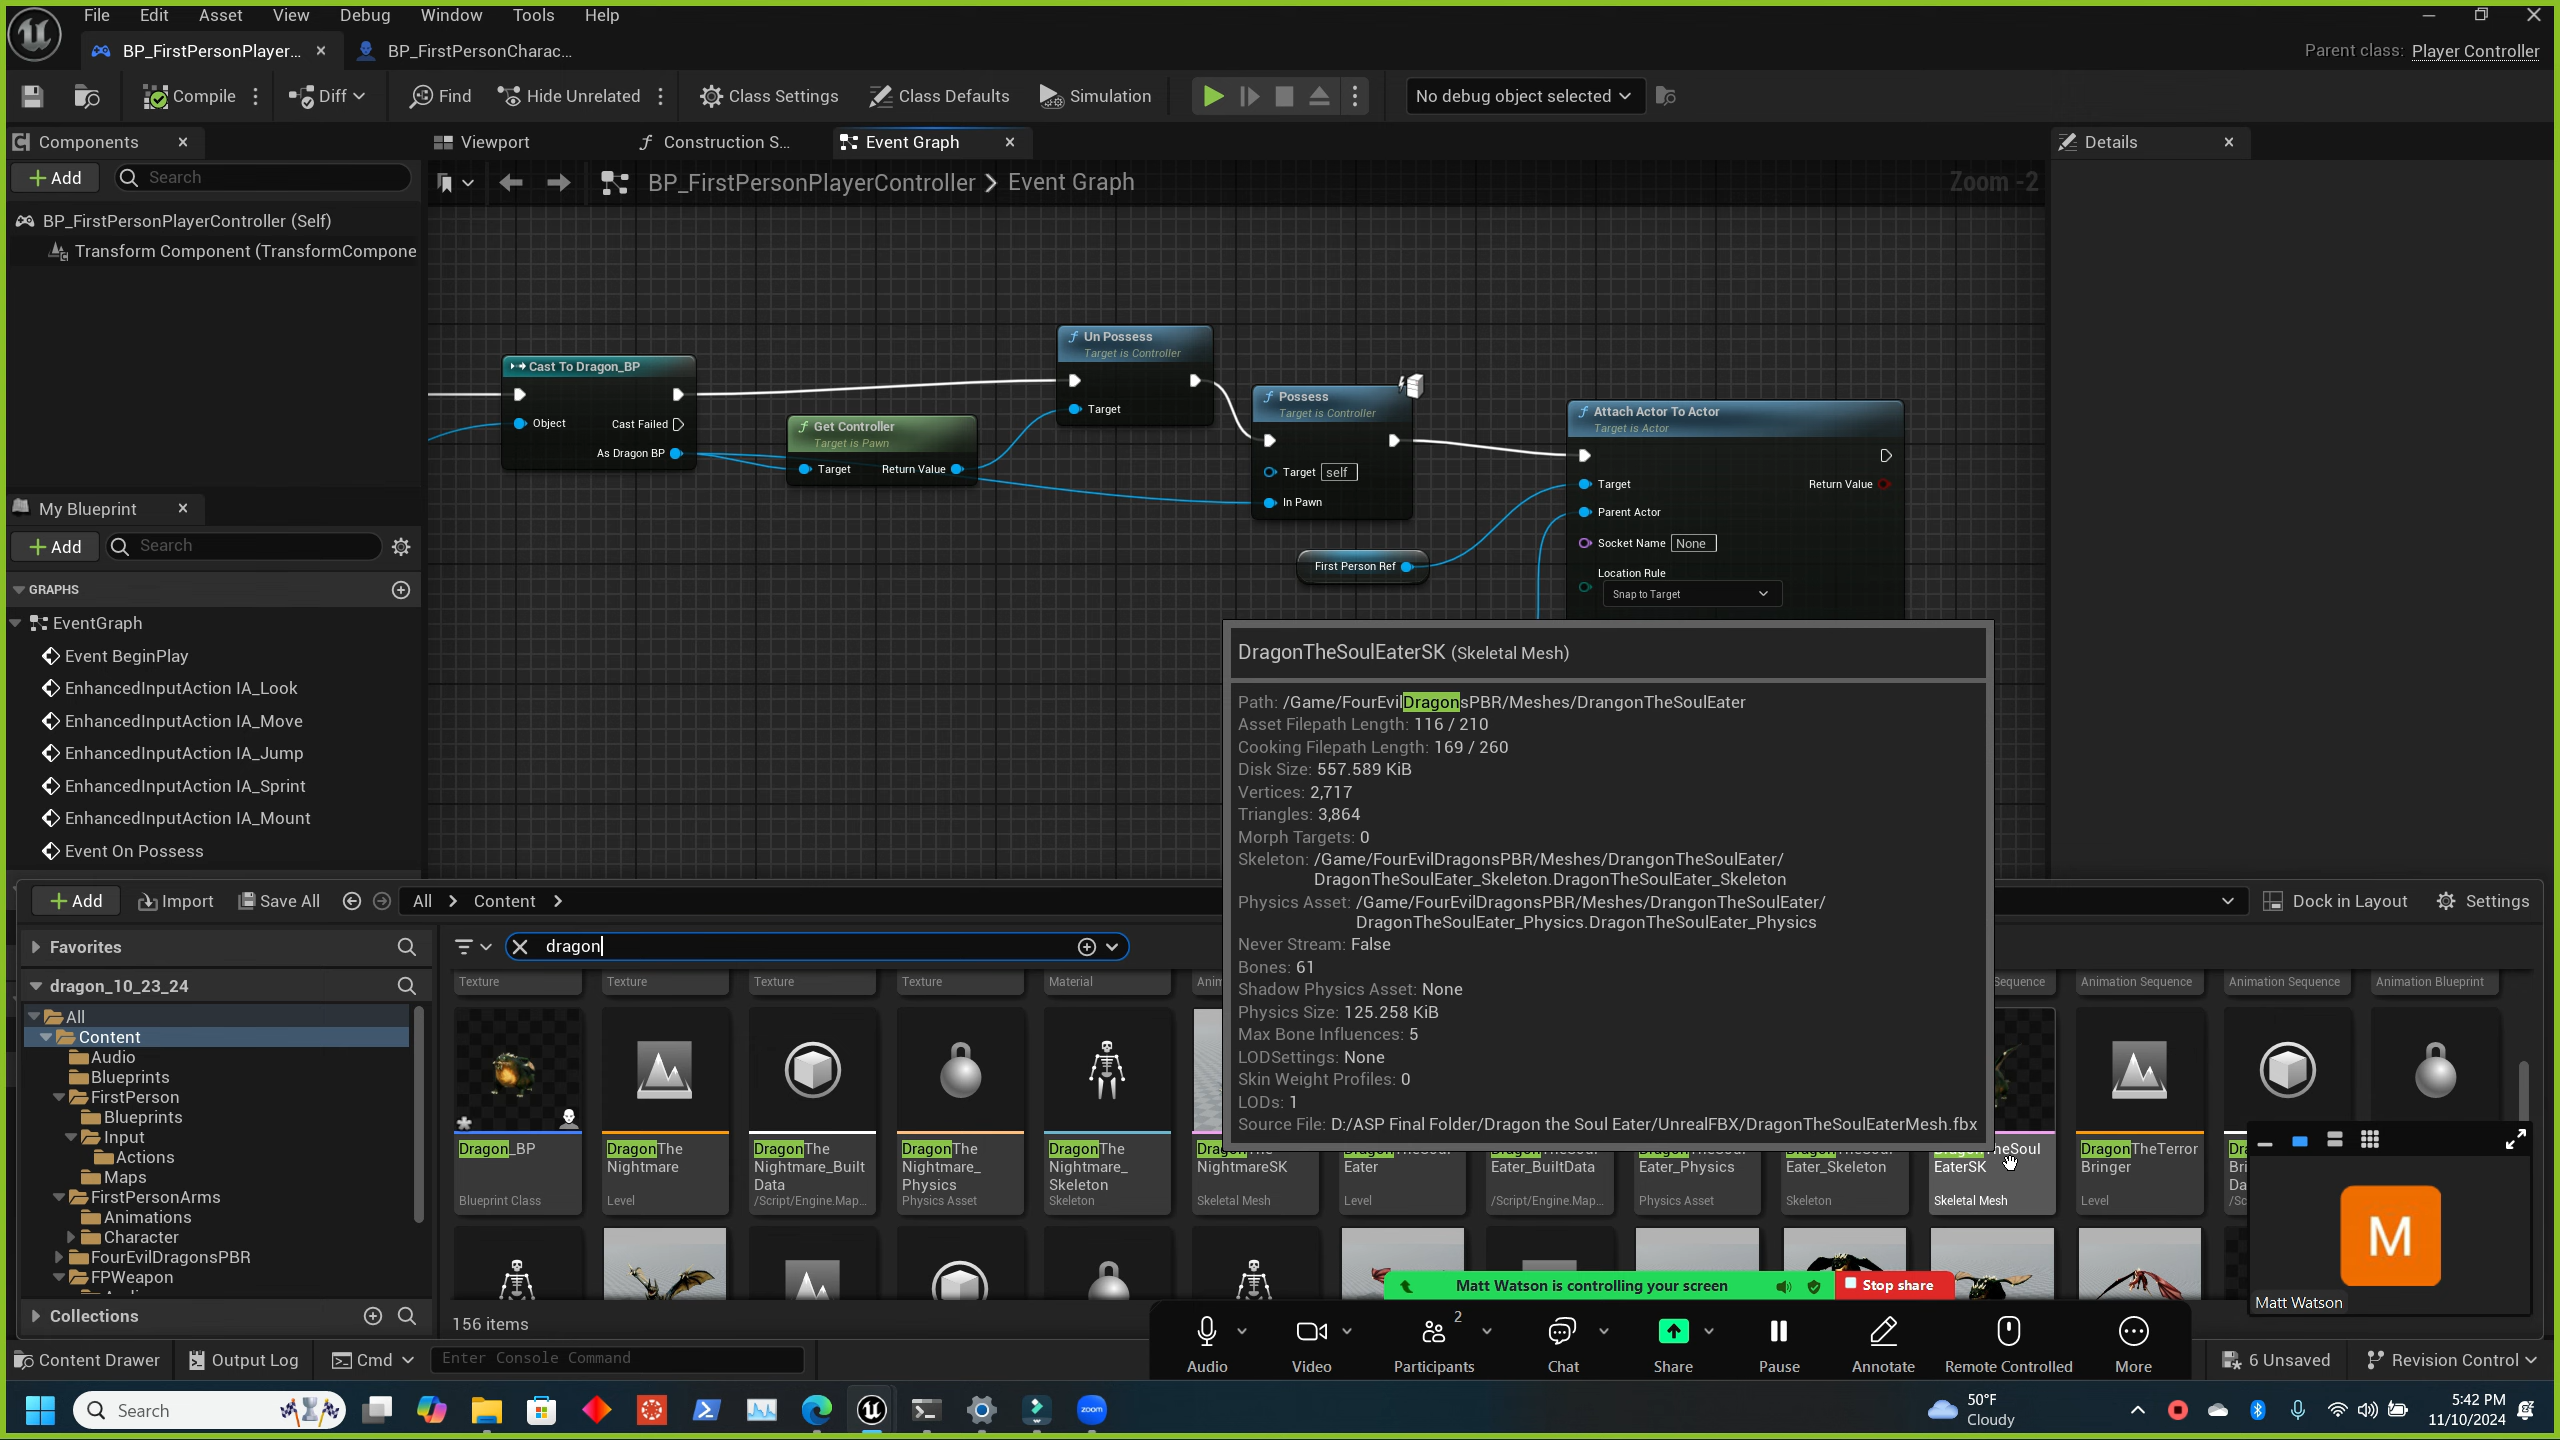 File Edit Asset View Debug Window Tools Help
BP_FirstPersonPlayer... BP_FirstPersonCharac...
Parent class: Player Controller
Compile Diff Find Hide Unrelated Class Settings Class Defaults Simulation No debug object selected
Components Viewport Construction S... Event Graph Details
Add Search
BP_FirstPersonPlayerController Event Graph Zoom -2
BP_FirstPersonPlayerController (Self)
Transform Component (TransformCompone
My Blueprint
Add Search
GRAPHS
EventGraph
Event BeginPlay
EnhancedInputAction IA_Look
EnhancedInputAction IA_Move
EnhancedInputAction IA_Jump
EnhancedInputAction IA_Sprint
EnhancedInputAction IA_Mount
Event On Possess
Cast To Dragon_BP
Object Cast Failed
As Dragon BP
Get Controller
Target is Pawn
Target Return Value
Un Possess
Target is Controller
Target
Possess
Target is Controller
Target self
In Pawn
First Person Ref
Attach Actor To Actor
Target is Actor
Target Return Value
Parent Actor
Socket Name None
Location Rule
Snap to Target
DragonTheSoulEaterSK (Skeletal Mesh)
Path: /Game/FourEvilDragonsPBR/Meshes/DrangonTheSoulEater
Asset Filepath Length: 116 / 210
Cooking Filepath Length: 169 / 260
Disk Size: 557.589 KiB
Vertices: 2,717
Triangles: 3,864
Morph Targets: 0
Skeleton: /Game/FourEvilDragonsPBR/Meshes/DrangonTheSoulEater/
DragonTheSoulEater_Skeleton.DragonTheSoulEater_Skeleton
Physics Asset: /Game/FourEvilDragonsPBR/Meshes/DrangonTheSoulEater/
DragonTheSoulEater_Physics.DragonTheSoulEater_Physics
Never Stream: False
Bones: 61
Shadow Physics Asset: None
Physics Size: 125.258 KiB
Max Bone Influences: 5
LODSettings: None
Skin Weight Profiles: 0
LODs: 1
Source File: D:/ASP Final Folder/Dragon the Soul Eater/UnrealFBX/DragonTheSoulEaterMesh.fbx
Add Import Save All All Content Dock in Layout Settings
Favorites
dragon
dragon_10_23_24
All
Content
Audio
Blueprints
FirstPerson
Blueprints
Input
Actions
Maps
FirstPersonArms
Animations
Character
FourEvilDragonsPBR
FPWeapon
Collections
Texture Texture Texture Texture Material Anim Sequence Animation Sequence Animation Sequence Animation Blueprint
Dragon_BP
Blueprint Class
DragonThe
Nightmare
Level
DragonThe
Nightmare_Built
Data
/Script/Engine.Map...
DragonThe
Nightmare_
Physics
Physics Asset
DragonThe
Nightmare_
Skeleton
Skeleton
NightmareSK
Skeletal Mesh
Eater
Level
Eater_BuiltData
/Script/Engine.Map...
Eater_Physics
Physics Asset
Eater_Skeleton
Skeleton
TheSoul
EaterSK
Skeletal Mesh
DragonTheTerror
Bringer
Level
156 items
Matt Watson is controlling your screen Stop share
M
Matt Watson
Audio Video Participants 2 Chat Share Pause Annotate Remote Controlled More
Content Drawer Output Log Cmd Enter Console Command 6 Unsaved Revision Control
Search
zoom
50°F
Cloudy
5:42 PM
11/10/2024